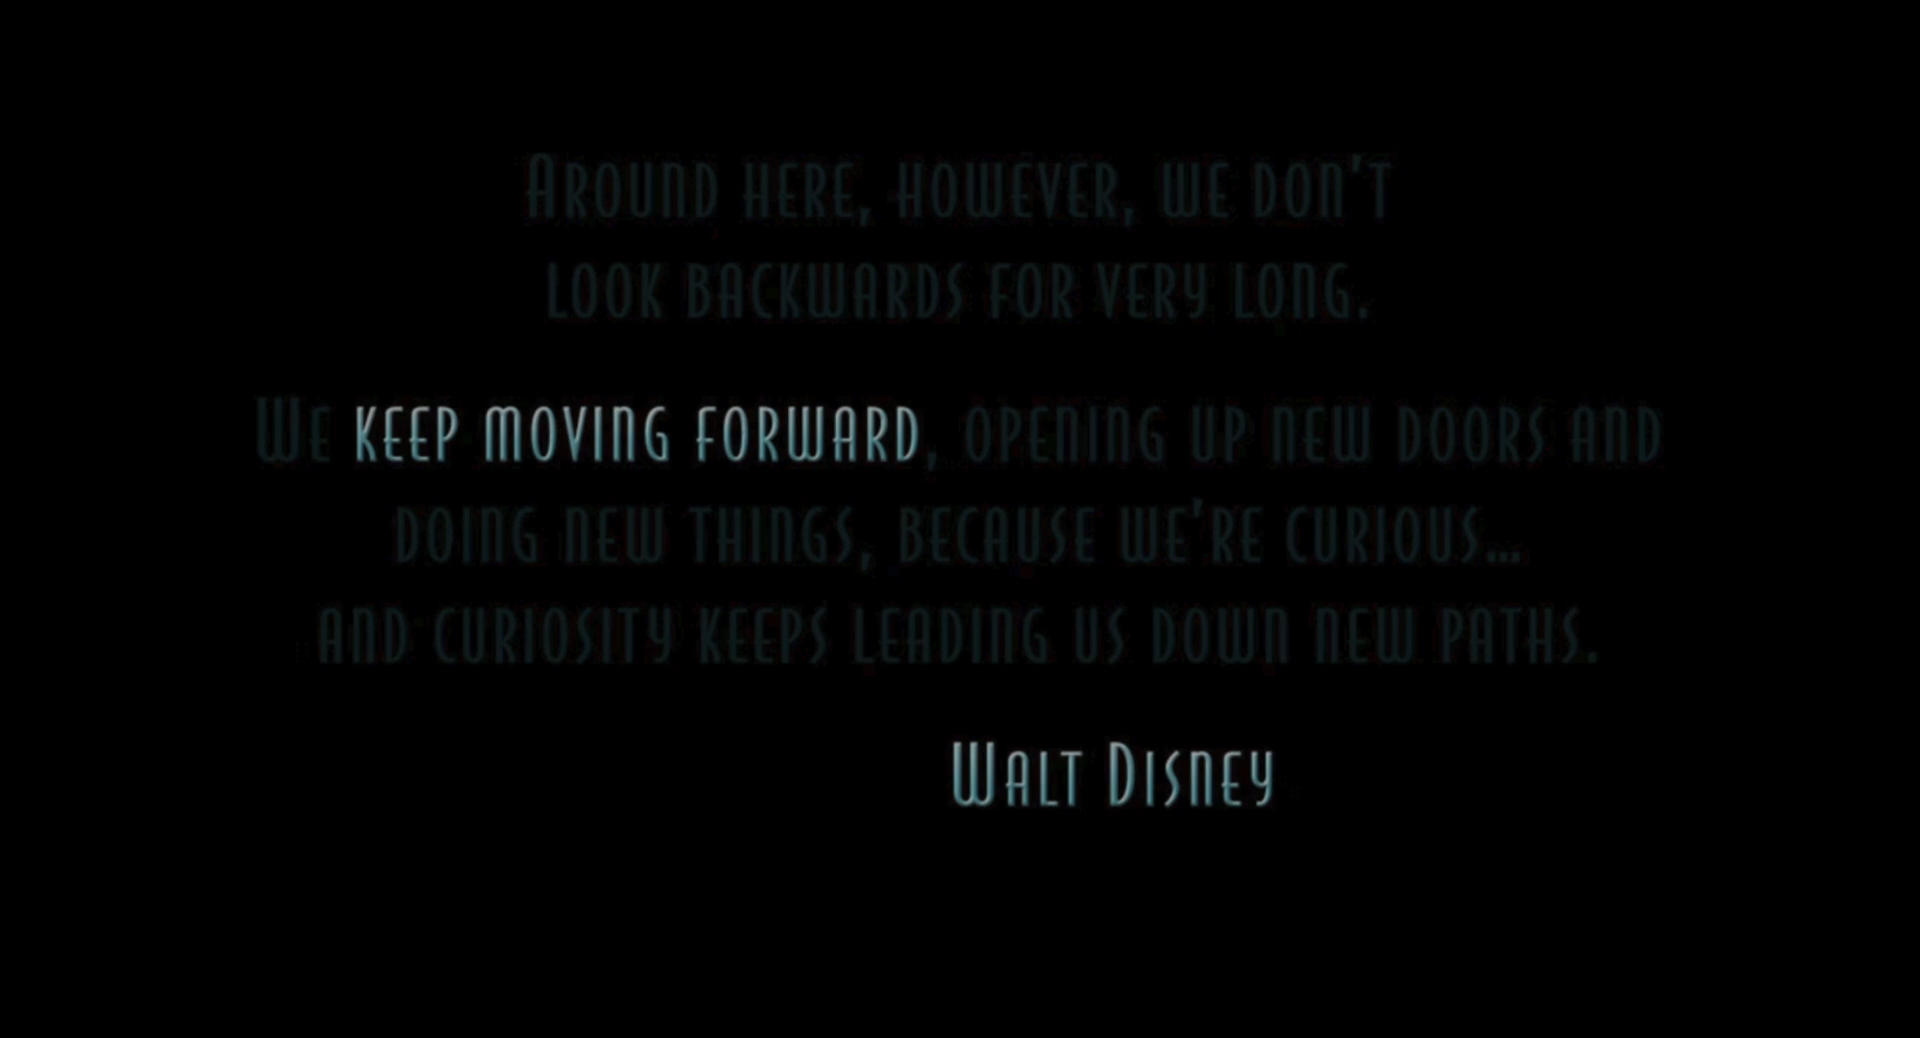 Around here, however, we don't
look backwards for very long.
We keep moving forward, opening up new doors and
doing new things, because we're curious...
and curiosity keeps leading us down new paths.
Walt Disney